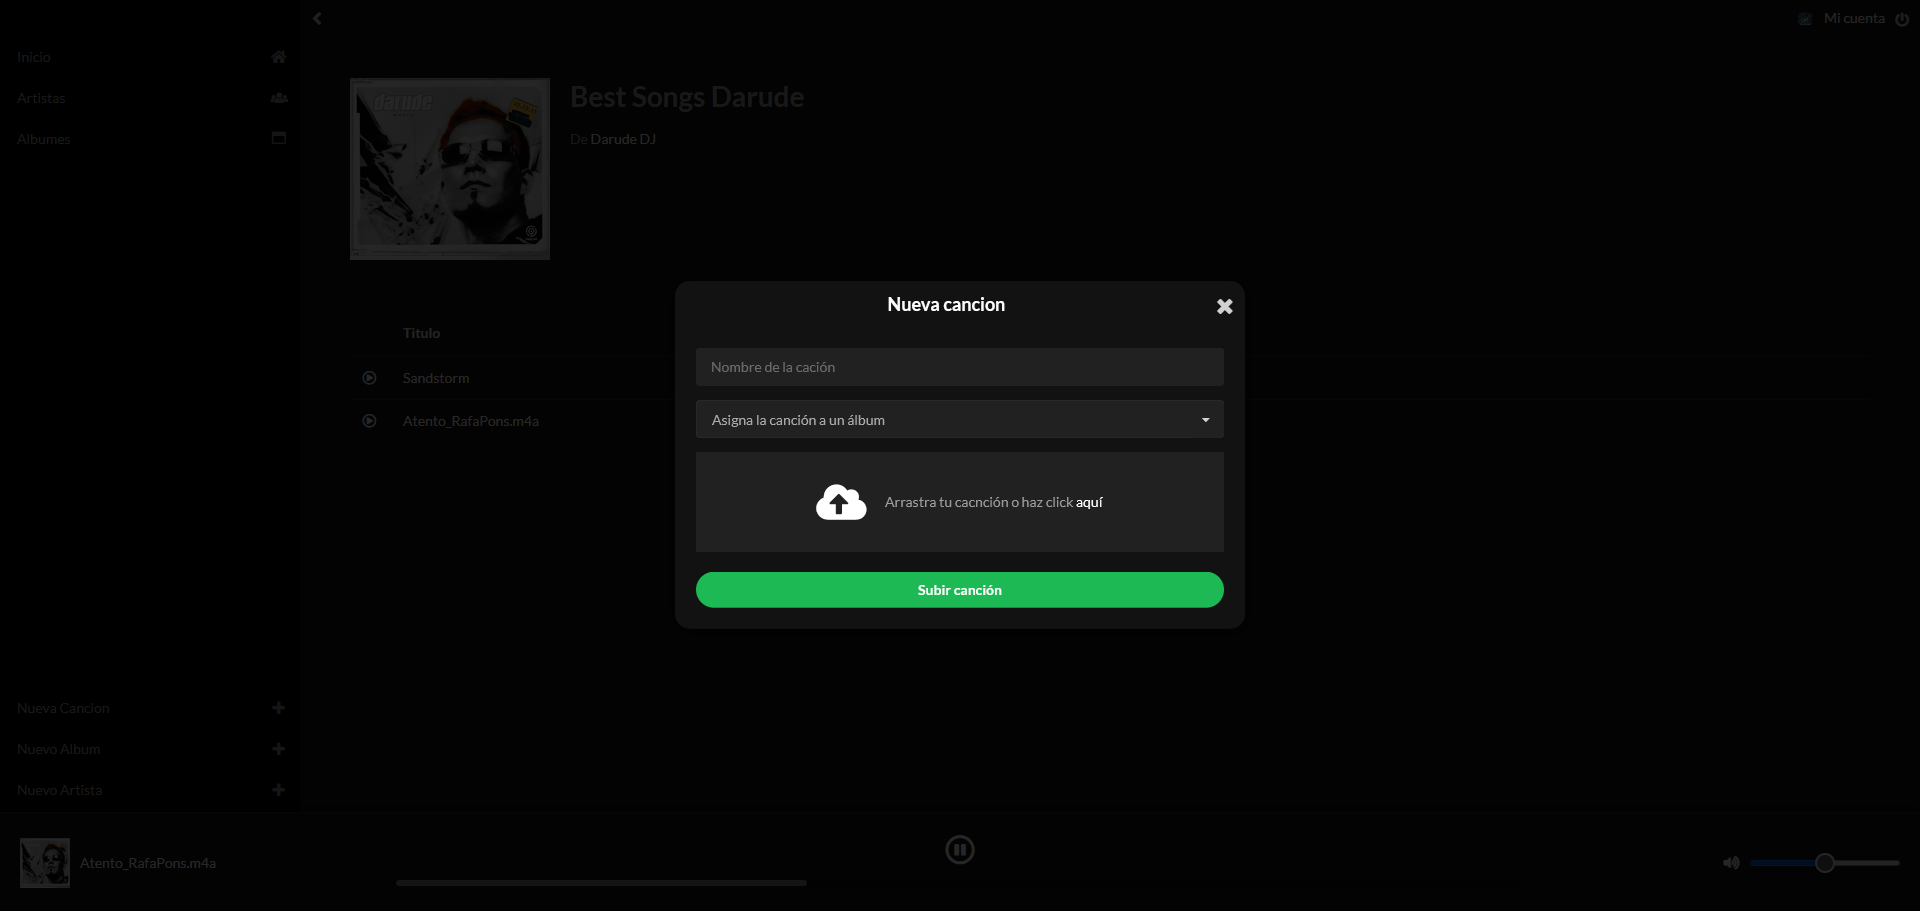 Mi cuenta
Inicio
Artistas
Albumes
darude
Best Songs Darude
De Darude DJ
Nueva cancion
Nombre de la cación
Asigna la canción a un álbum
Arrastra tu cacnción o haz click aquí
Subir canción
Titulo
Sandstorm
Atento_RafaPons.m4a
Nueva Cancion
Nuevo Album
Nuevo Artista
Atento_RafaPons.m4a